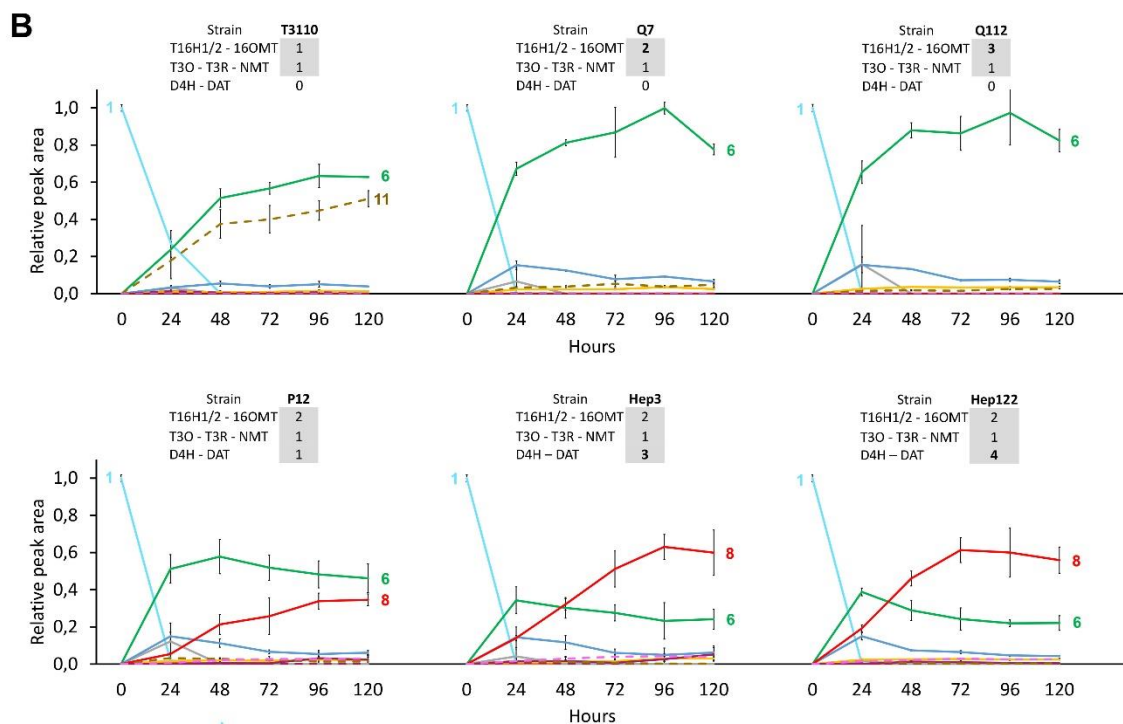 B
Strain T3110
T16H1/2 - 16OMT 1
T3O - T3R - NMT 1
D4H - DAT 0
Strain Q7
T16H1/2 - 16OMT 2
T3O - T3R - NMT 1
D4H - DAT 0
Strain Q112
T16H1/2 - 16OMT 3
T3O - T3R - NMT 1
D4H - DAT 0
Relative peak area
1,0
0,8
0,6
0,4
0,2
0,0
1
6
11
0 24 48 72 96 120
1
6
0 24 48 72 96 120
Hours
1
6
0 24 48 72 96 120
Strain P12
T16H1/2 - 16OMT 2
T3O - T3R - NMT 1
D4H - DAT 1
Strain Hep3
T16H1/2 - 16OMT 2
T3O - T3R - NMT 1
D4H – DAT 3
Strain Hep122
T16H1/2 - 16OMT 2
T3O - T3R - NMT 1
D4H – DAT 4
Relative peak area
1,0
0,8
0,6
0,4
0,2
0,0
1
6
8
0 24 48 72 96 120
1
8
6
0 24 48 72 96 120
Hours
1
8
6
0 24 48 72 96 120